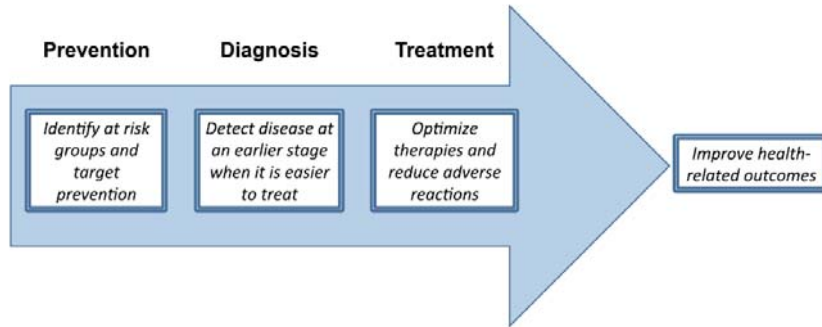 Prevention
Diagnosis
Treatment
Identify at risk
groups and
target
prevention
Detect disease at
an earlier stage
when it is easier
to treat
Optimize
therapies and
reduce adverse
reactions
Improve health-
related outcomes